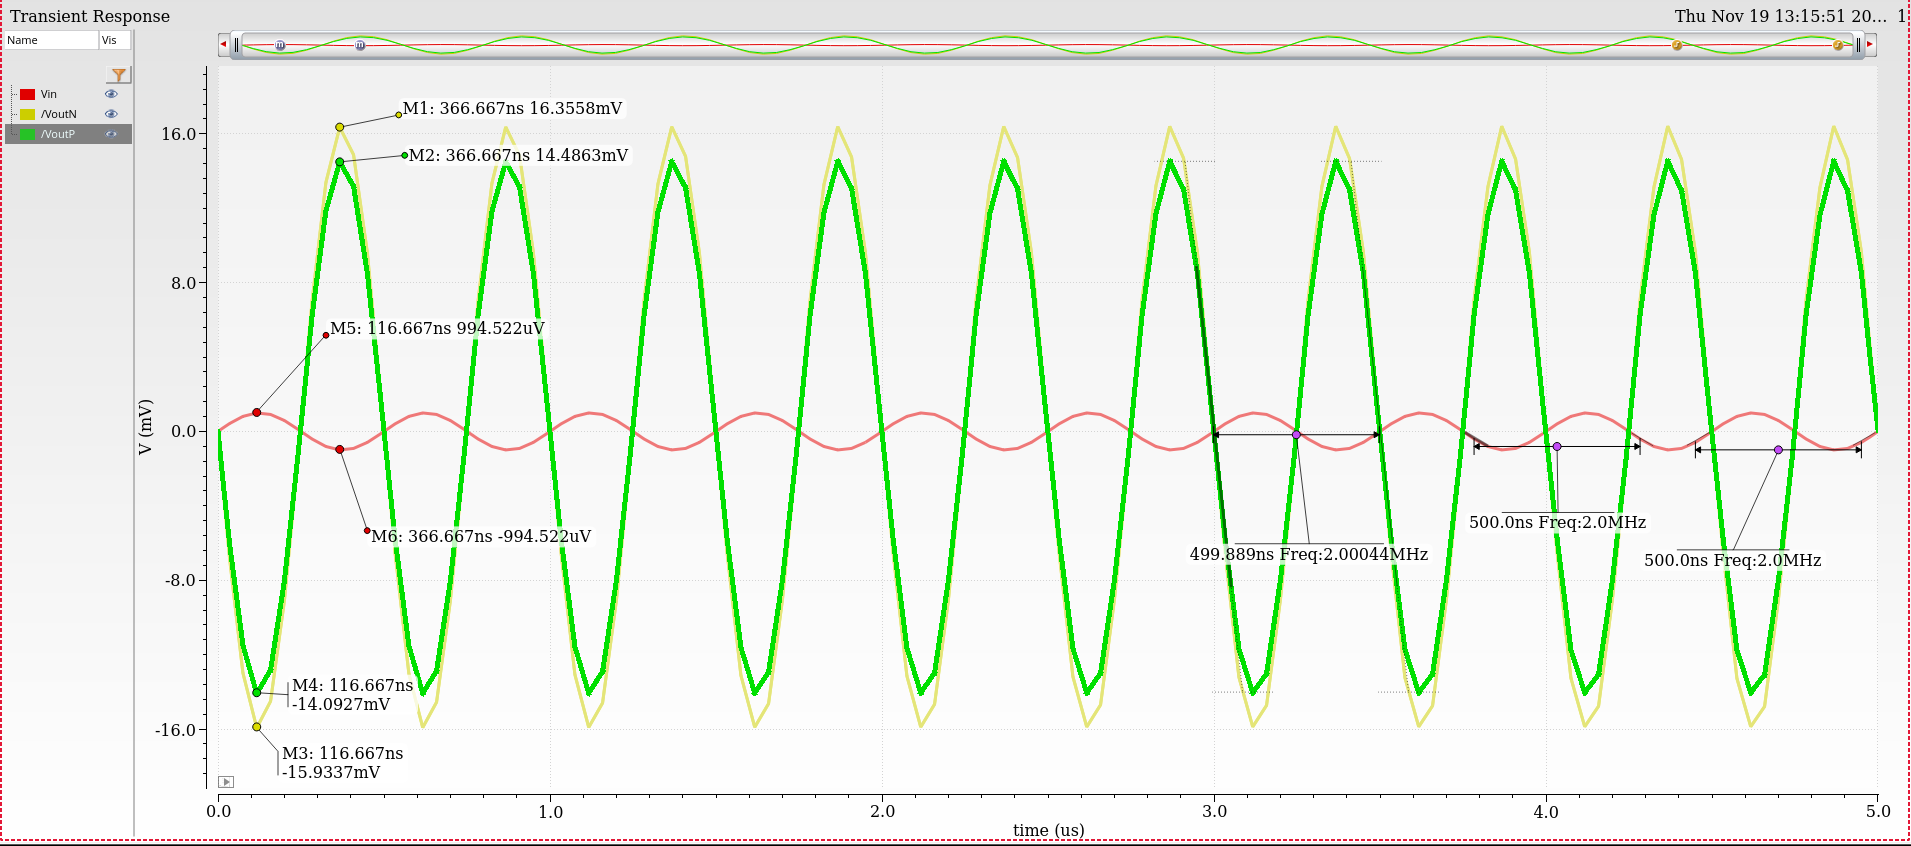 Transient Response
Thu Nov 19 13:15:51 20... 1
Name Vis
Vin
/VoutN
/VoutP
M1: 366.667ns 16.3558mV
M2: 366.667ns 14.4863mV
M5: 116.667ns 994.522uV
M6: 366.667ns -994.522uV
M4: 116.667ns
-14.0927mV
M3: 116.667ns
-15.9337mV
499.889ns Freq:2.00044MHz
500.0ns Freq:2.0MHz
500.0ns Freq:2.0MHz
V (mV)
16.0
8.0
0.0
-8.0
-16.0
0.0 1.0 2.0 3.0 4.0 5.0
time (us)